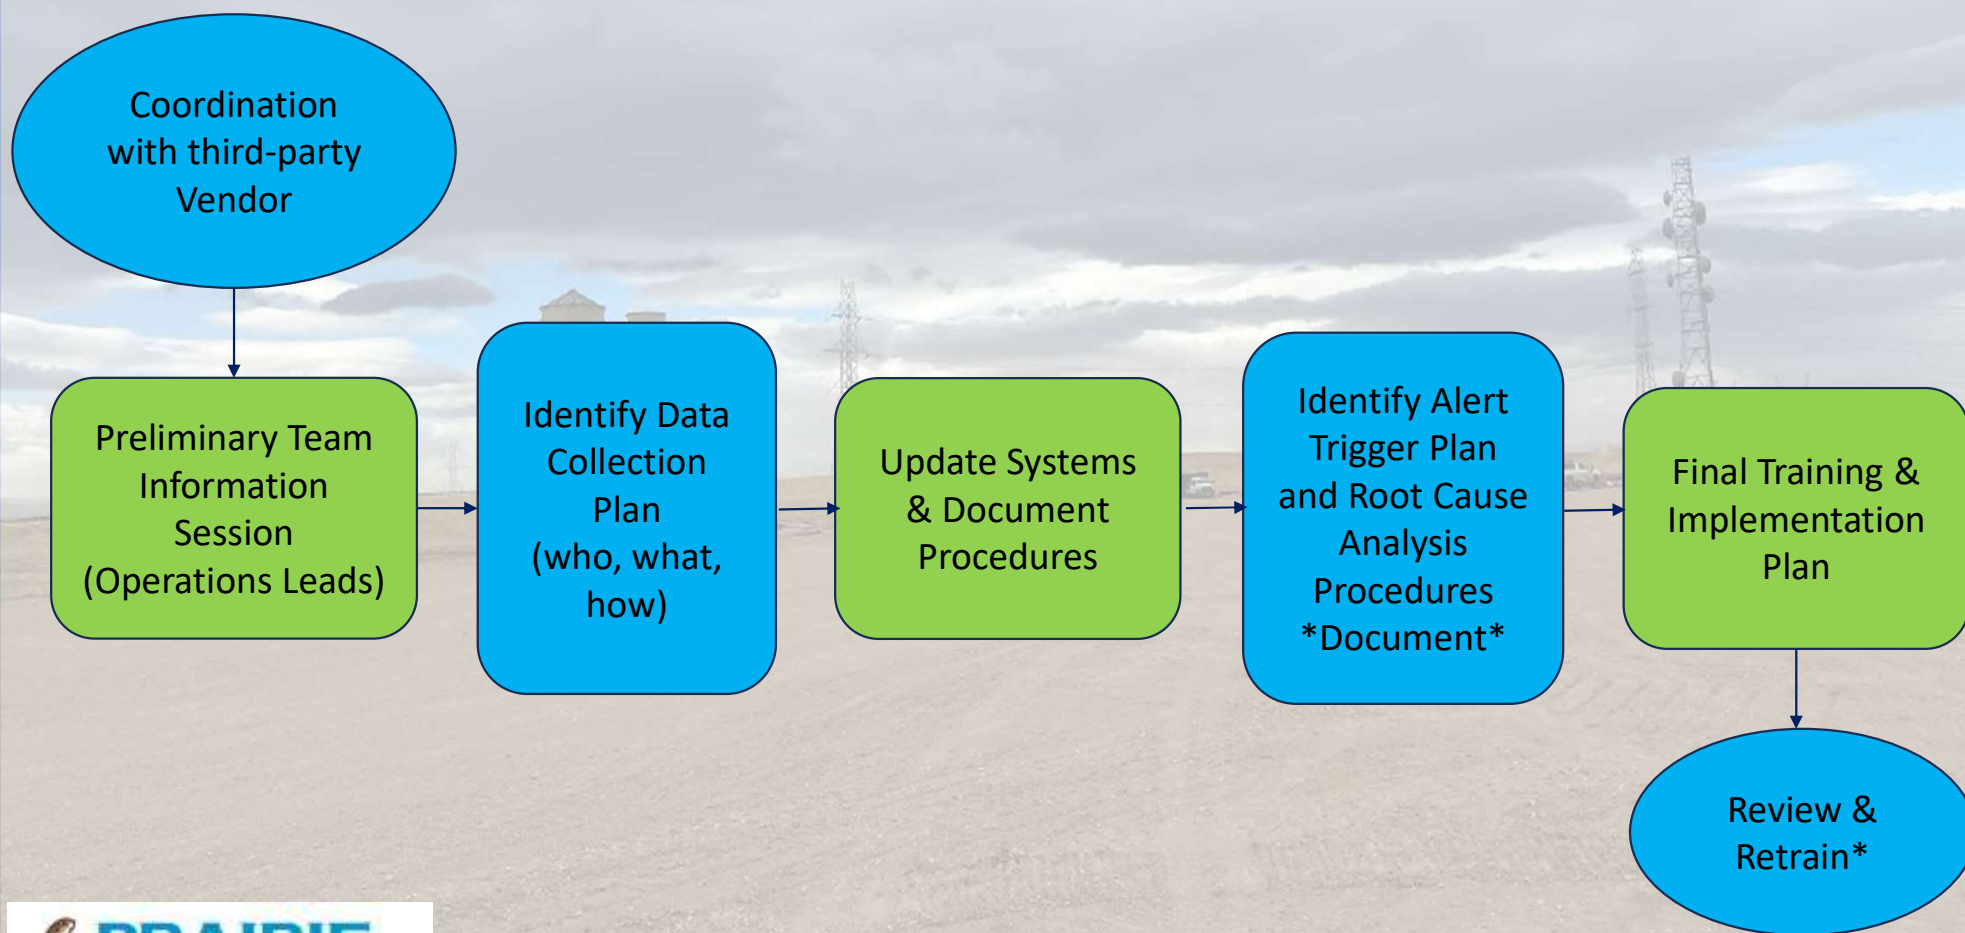 Coordination
with third-party
Vendor
Preliminary Team
Information
Session
(Operations Leads)
Identify Data
Collection
Plan
(who, what,
how)
Update Systems
& Document
Procedures
Identify Alert
Trigger Plan
and Root Cause
Analysis
Procedures
*Document*
Final Training &
Implementation
Plan
Review &
Retrain*
PRAIRIE